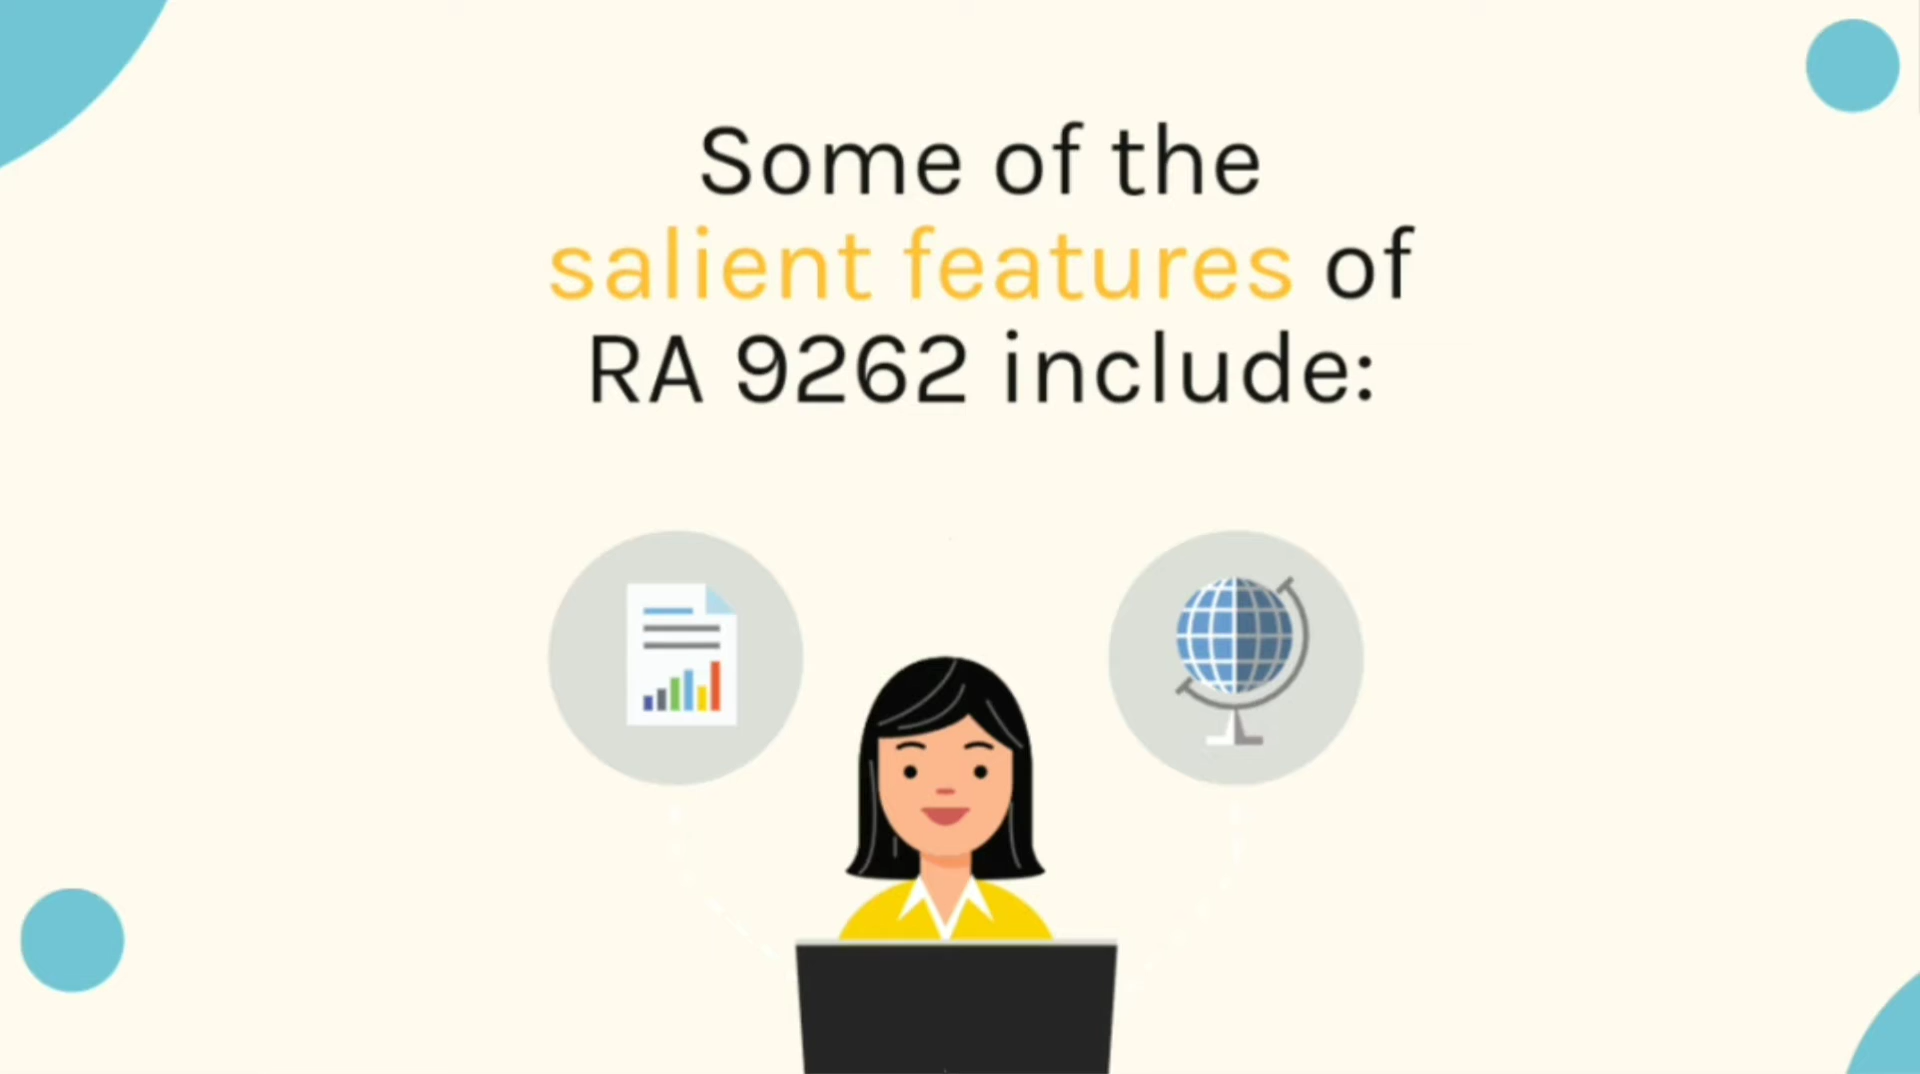 Some of the
salient features of
RA 9262 include: